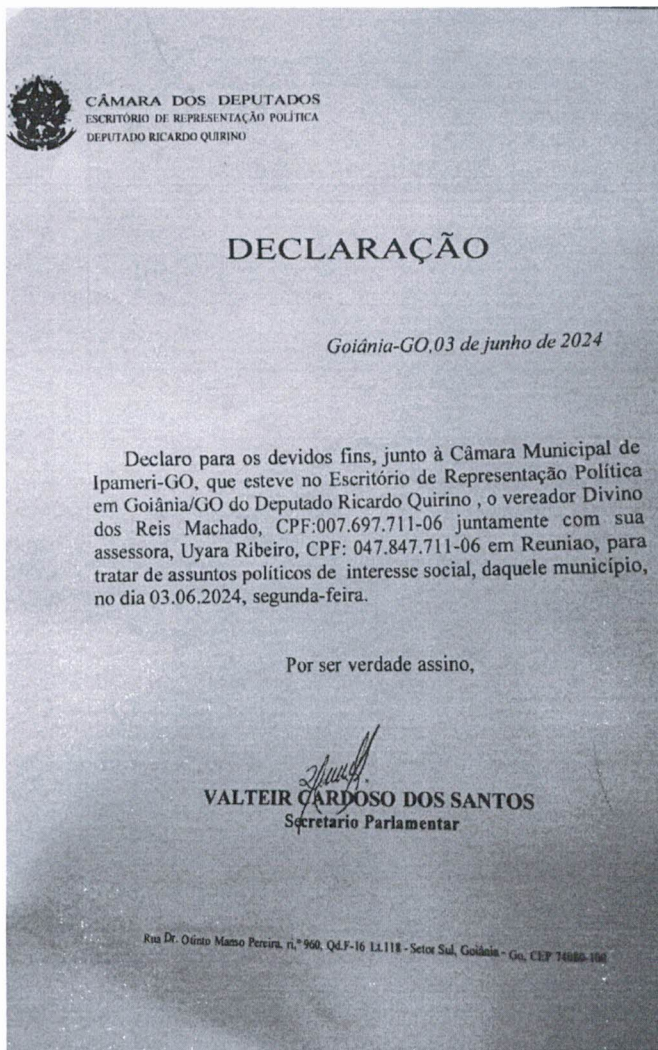 CÂMARA DOS DEPUTADOS
ESCRITÓRIO DE REPRESENTAÇÃO POLÍTICA
DEPUTADO RICARDO QUIRINO
DECLARAÇÃO
Goiânia-GO,03 de junho de 2024
Declaro para os devidos fins, junto à Câmara Municipal de
Ipameri-GO, que esteve no Escritório de Representação Política
em Goiânia/GO do Deputado Ricardo Quirino , o vereador Divino
dos Reis Machado, CPF:007.697.711-06 juntamente com sua
assessora, Uyara Ribeiro, CPF: 047.847.711-06 em Reuniao, para
tratar de assuntos políticos de interesse social, daquele município,
no dia 03.06.2024, segunda-feira.
Por ser verdade assino,
VALTEIR CARDOSO DOS SANTOS
Secretario Parlamentar
Rua Dr. Olinto Manso Pereira, n,º 960, Qd.F-16 Lt.118 - Setor Sul, Goiânia - Go, CEP 74080-100